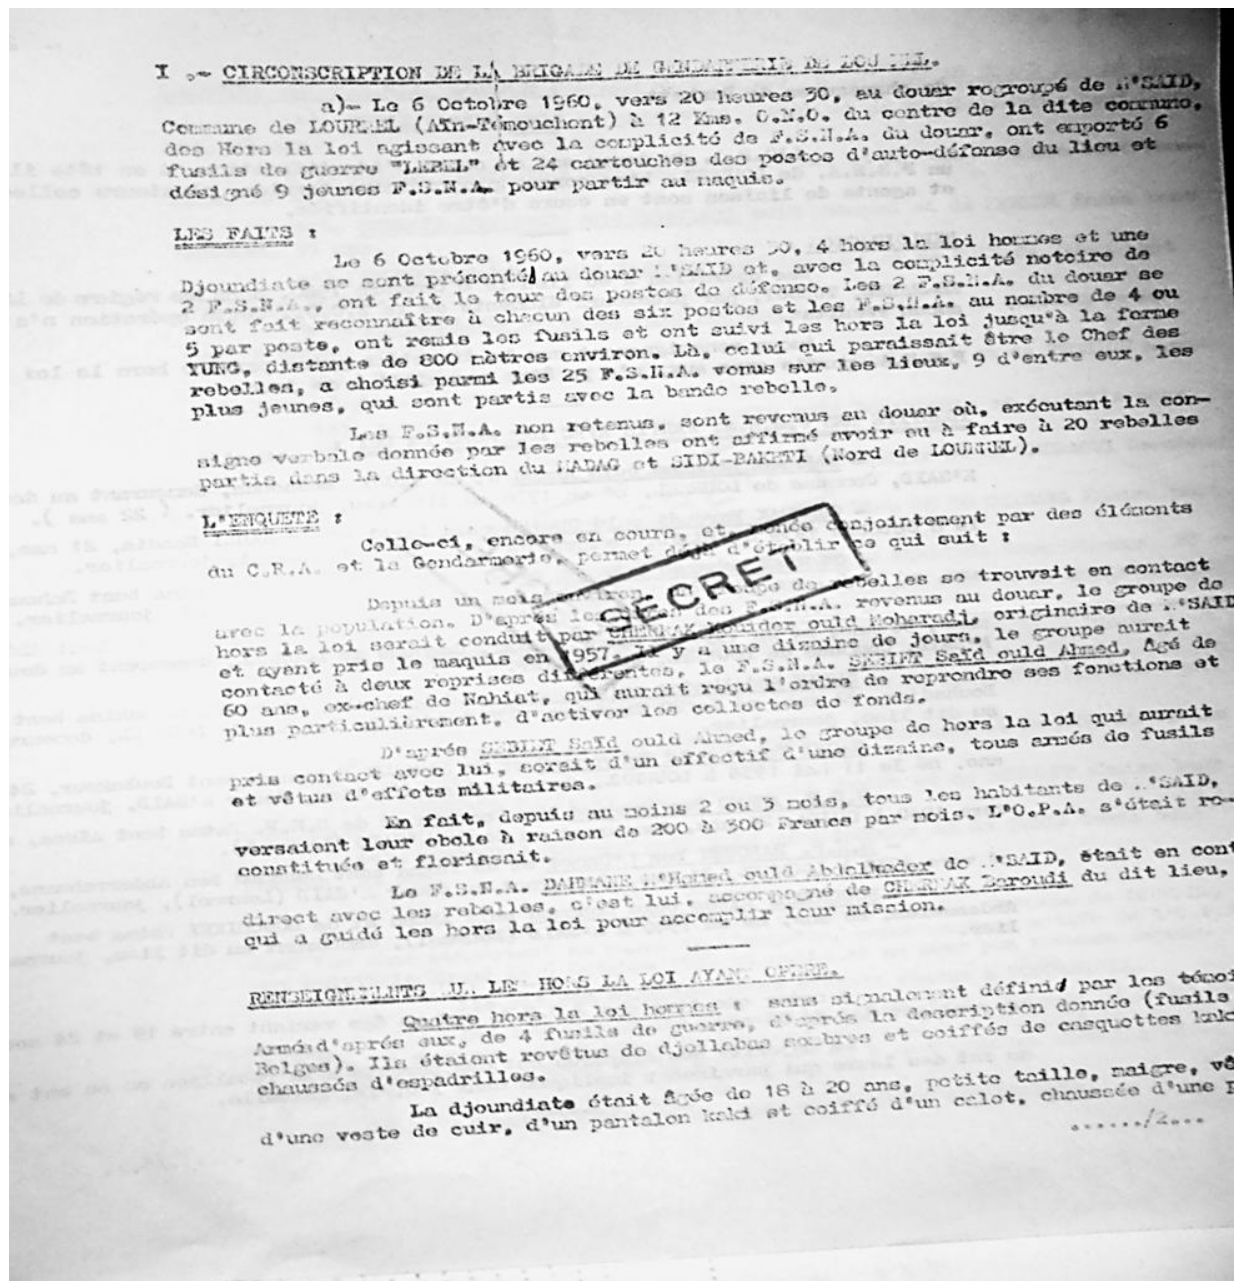 I .- CIRCONSCRIPTION DE LA BRIGADE DE GENDARMERIE DE LOURMEL.
a)- Le 6 Octobre 1960, vers 20 heures 30, au douar regroupé de M'SAID,
Commune de LOURMEL (Aïn-Témouchent) à 12 Kms. O.N.O. du centre de la dite commune,
des Hors la loi agissant avec la complicité de F.S.N.A. du douar, ont emporté 6
fusils de guerre "LEBEL" et 24 cartouches des postes d'auto-défense du lieu et
désigné 9 jeunes F.S.N.A. pour partir au maquis.
LES FAITS :
Le 6 Octobre 1960, vers 20 heures 30, 4 hors la loi hommes et une
Djoundiate se sont présenté au douar M'SAID et, avec la complicité notoire de
2 F.S.N.A., ont fait le tour des postes de défense. Les 2 F.S.N.A. du douar se
sont fait reconnaître à chacun des six postes et les F.S.N.A. au nombre de 4 ou
5 par poste, ont remis les fusils et ont suivi les hors la loi jusqu'à la ferme
YUNG, distante de 800 mètres environ. Là, celui qui paraissait être le Chef des
rebelles, a choisi parmi les 25 F.S.N.A. venus sur les lieux, 9 d'entre eux, les
plus jeunes, qui sont partis avec la bande rebelle.
Les F.S.N.A. non retenus, sont revenus au douar où, exécutant la con-
signe verbale donnée par les rebelles ont affirmé avoir eu à faire à 20 rebelles
partis dans la direction du MADAG et SIDI-BAKHTI (Nord de LOURMEL).
L'ENQUETE :
Celle-ci, encore en cours, et, menée conjointement par des éléments
du C.R.A. et la Gendarmerie, permet déjà d'établir ce qui suit :
SECRET
Depuis un mois environ, un groupe de rebelles se trouvait en contact
avec la population. D'après les des F.S.N.A. revenus au douar, le groupe de
hors la loi serait conduit par CHERRAK ould Moharadj, originaire de M'SAID
et ayant pris le maquis en 1957. Il y a une dizaine de jours, le groupe aurait
contacté à deux reprises différentes, le F.S.N.A. SEBIET Saïd ould Ahmed, âgé de
60 ans, ex-chef de Nahiat, qui aurait reçu l'ordre de reprendre ses fonctions et
plus particulièrement, d'activer les collectes de fonds.
D'aprés SEBIET Saïd ould Ahmed, le groupe de hors la loi qui aurait
pris contact avec lui, serait d'un effectif d'une dizaine, tous armés de fusils
et vêtus d'effets militaires.
En fait, depuis au moins 2 ou 3 mois, tous les habitants de M'SAID,
versaient leur obole à raison de 200 à 300 Francs par mois. L'O.P.A. s'était re-
constituée et florissait.
Le F.S.N.A. DAHMANE M'Hamed ould Abdelkader de M'SAID, était en cont
direct avec les rebelles, c'est lui, accorpagné de CHERRAK Baroudi du dit lieu,
qui a guidé les hors la loi pour accomplir leur mission.
RENSEIGNEMENTS SUR LES HORS LA LOI AYANT OPERE.
Quatre hors la loi hommes : sans signalement défini par les témoi
Armés d'aprés eux, de 4 fusils de guerre, d'aprés la description donnée (fusils
Belges). Ils étaient revêtus de djellabas sombres et coiffés de casquettes kak
chaussés d'espadrilles.
La djoundiate était âgée de 18 à 20 ans, petite taille, maigre, vê
d'une veste de cuir, d'un pantalon kaki et coiffé d'un calot, chaussée d'une p
....../2...